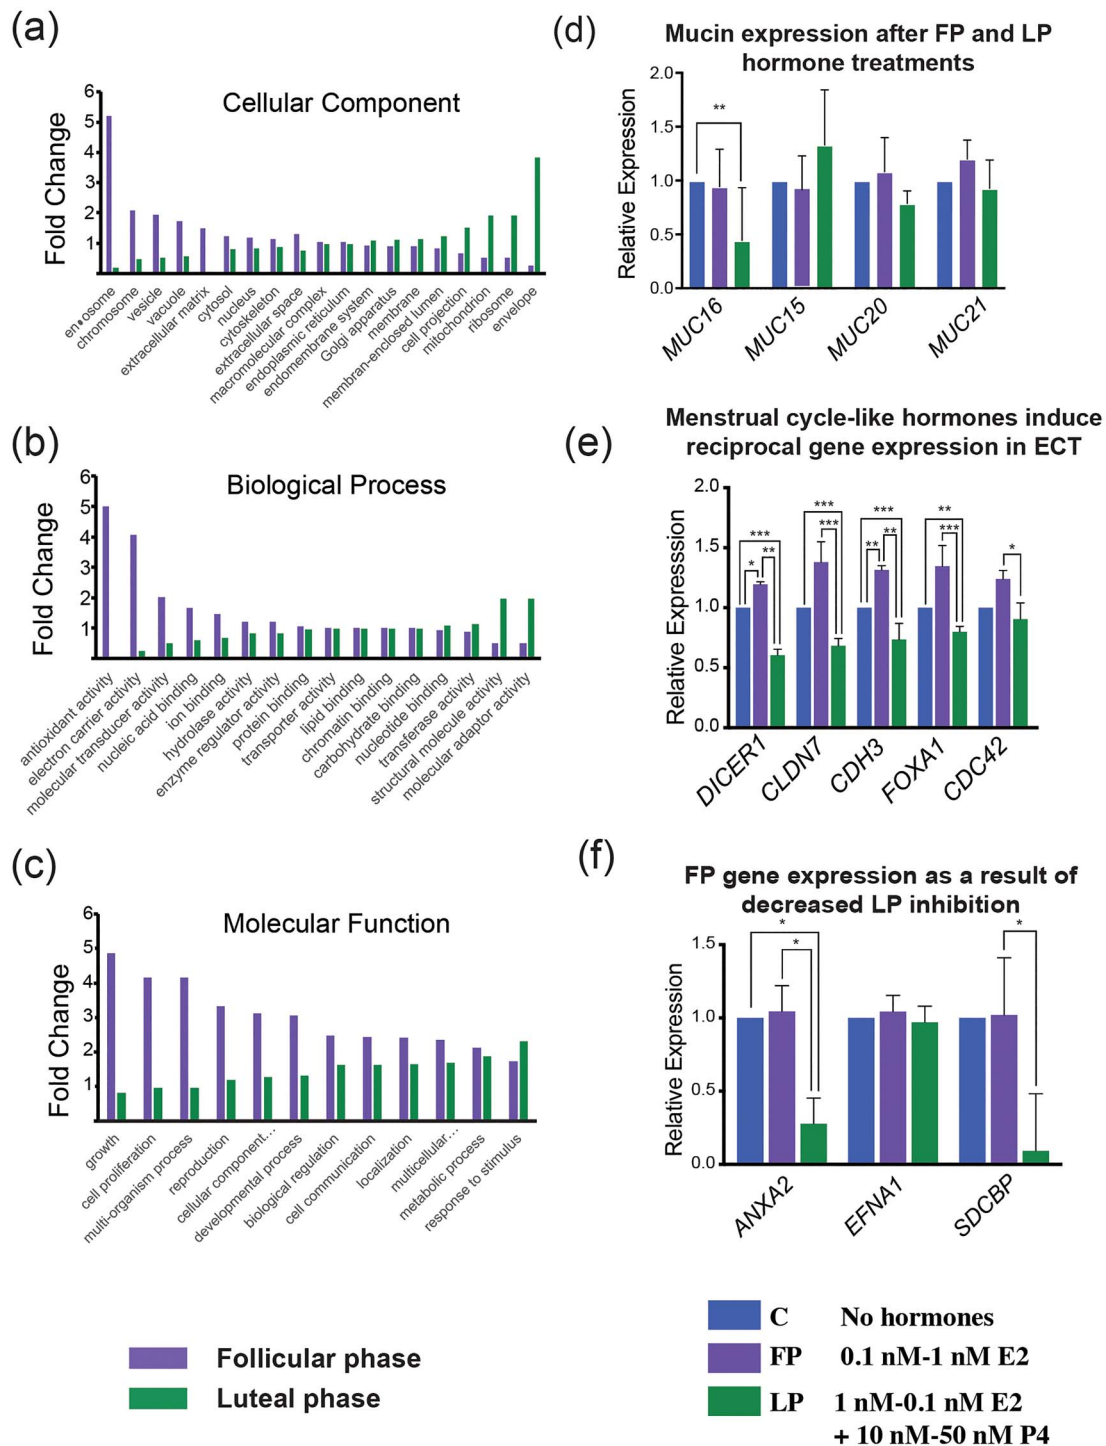 (a)
Cellular Component
Fold Change
6
5
4
3
2
1
en•osome
chromosome
vesicle
vacuole
extracellular matrix
cytosol
nucleus
cytoskeleton
extracellular space
macromolecular complex
endoplasmic reticulum
endomembrane system
Golgi apparatus
membrane
membran-enclosed lumen
cell projection
mitochondrion
ribosome
envelope
(b)
Biological Process
Fold Change
6
5
4
3
2
1
antioxidant activity
electron carrier activity
molecular transducer activity
nucleic acid binding
ion binding
hydrolase activity
enzyme regulator activity
protein binding
transporter activity
lipid binding
chromatin binding
carbohydrate binding
nucleotide binding
transferase activity
structural molecule activity
molecular adaptor activity
(c)
Molecular Function
Fold Change
6
5
4
3
2
1
growth
cell proliferation
multi-organism process
reproduction
cellular component...
developmental process
biological regulation
cell communication
localization
multicellular...
metabolic process
response to stimulus
Follicular phase
Luteal phase
(d)
Mucin expression after FP and LP
hormone treatments
Relative Expression
2.0
1.5
1.0
0.5
0.0
**
MUC16
MUC15
MUC20
MUC21
(e)
Menstrual cycle-like hormones induce
reciprocal gene expression in ECT
Relative Expresssion
2.0
1.5
1.0
0.5
0.0
***
* **
***
***
***
** **
**
***
*
DICER1
CLDN7
CDH3
FOXA1
CDC42
(f)
FP gene expression as a result of
decreased LP inhibition
Relative Expression
1.5
1.0
0.5
0.0
*
*
*
ANXA2
EFNA1
SDCBP
C No hormones
FP 0.1 nM-1 nM E2
LP 1 nM-0.1 nM E2
+ 10 nM-50 nM P4